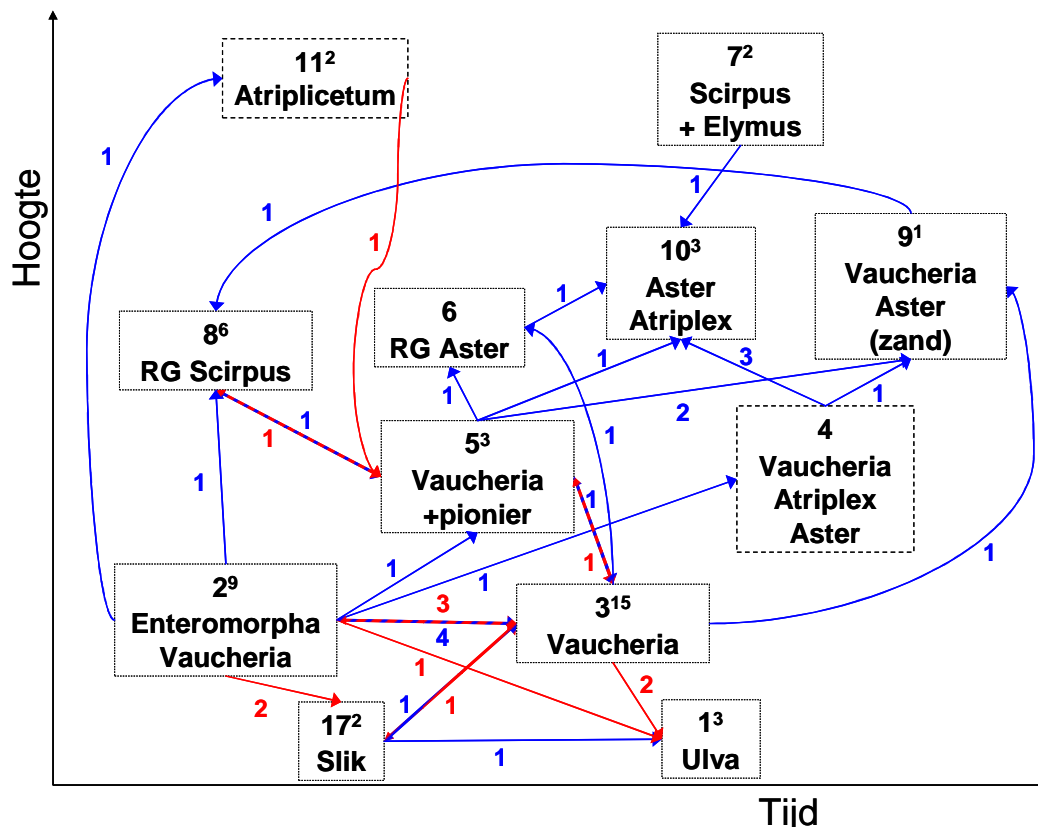 11²
Atriplicetum
7²
Scirpus
+ Elymus
1
1
1
Hoogte
1
10³
Aster
Atriplex
9¹
Vaucheria
Aster
(zand)
8⁶
RG Scirpus
6
RG Aster
1
1
3
1
1
2
1
1
1
5³
Vaucheria
+pionier
4
Vaucheria
Atriplex
Aster
1
1
1
1
1
1
2⁹
Enteromorpha
Vaucheria
3
4
3¹⁵
Vaucheria
1
1
1
2
2
1
17²
Slik
1
1³
Ulva
Tijd